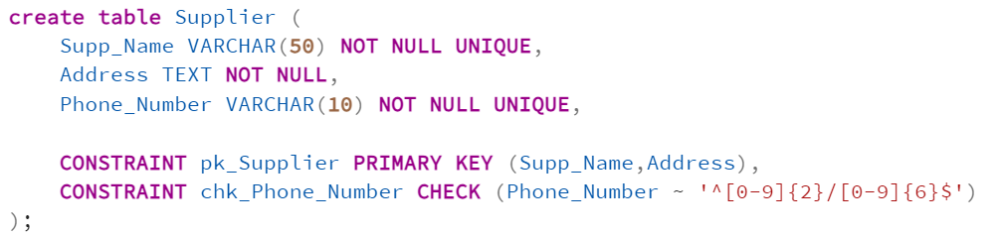 create table Supplier (
    Supp_Name VARCHAR(50) NOT NULL UNIQUE,
    Address TEXT NOT NULL,
    Phone_Number VARCHAR(10) NOT NULL UNIQUE,

    CONSTRAINT pk_Supplier PRIMARY KEY (Supp_Name,Address),
    CONSTRAINT chk_Phone_Number CHECK (Phone_Number ~ '^[0-9]{2}/[0-9]{6}$')
);